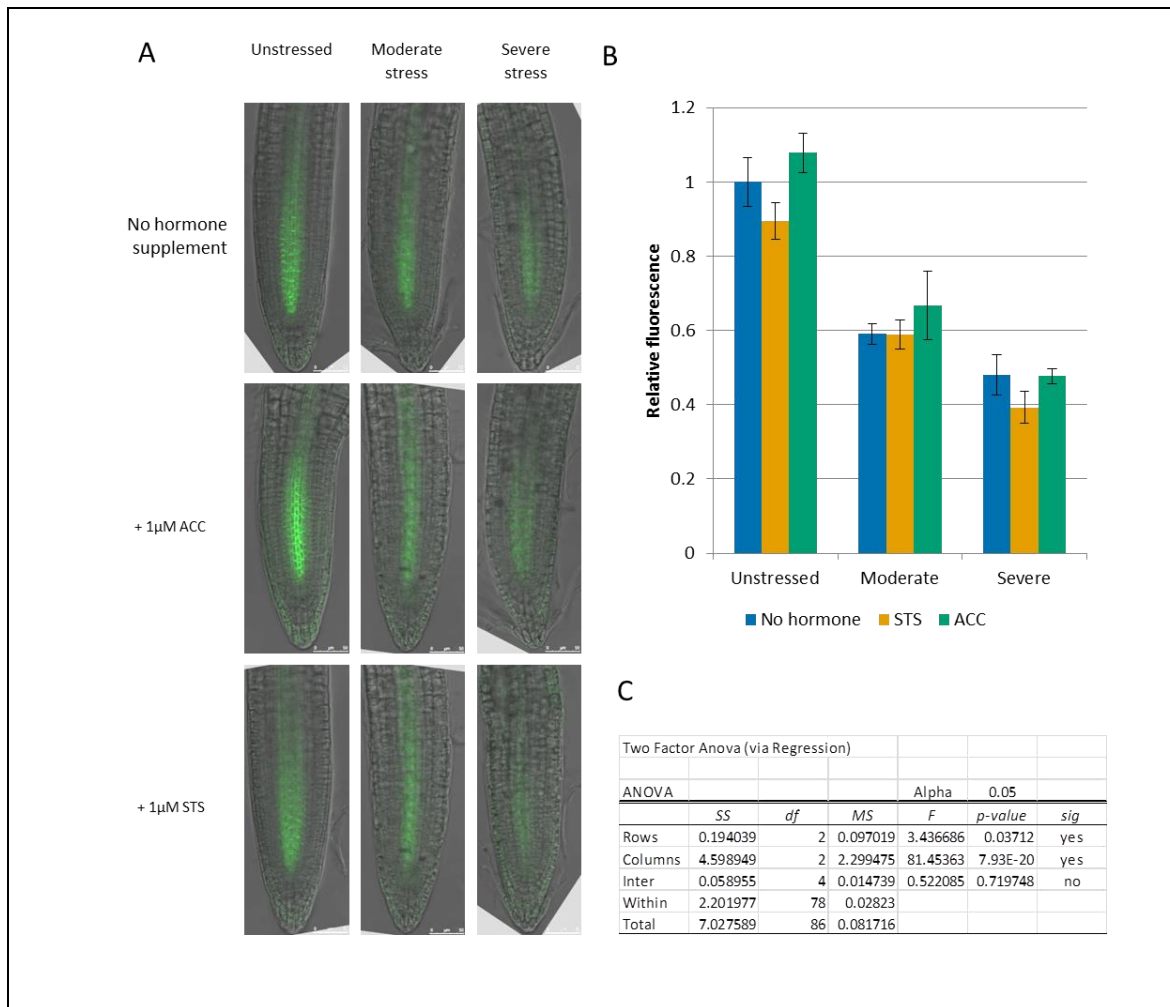 A
Unstressed
Moderate
stress
Severe
stress
No hormone
supplement
+ 1µM ACC
+ 1µM STS
B
Relative fluorescence
1.2
1
0.8
0.6
0.4
0.2
0
Unstressed Moderate Severe
No hormone STS ACC
C
Two Factor Anova (via Regression)
ANOVA Alpha 0.05
SS df MS F p-value sig
Rows 0.194039 2 0.097019 3.436686 0.03712 yes
Columns 4.598949 2 2.299475 81.45363 7.93E-20 yes
Inter 0.058955 4 0.014739 0.522085 0.719748 no
Within 2.201977 78 0.02823
Total 7.027589 86 0.081716